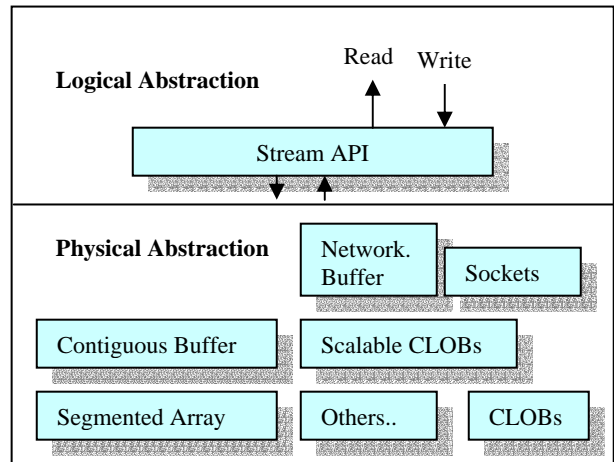 Read Write
Logical Abstraction
Stream API
Physical Abstraction
Network.
Buffer
Sockets
Contiguous Buffer
Scalable CLOBs
Segmented Array
Others..
CLOBs